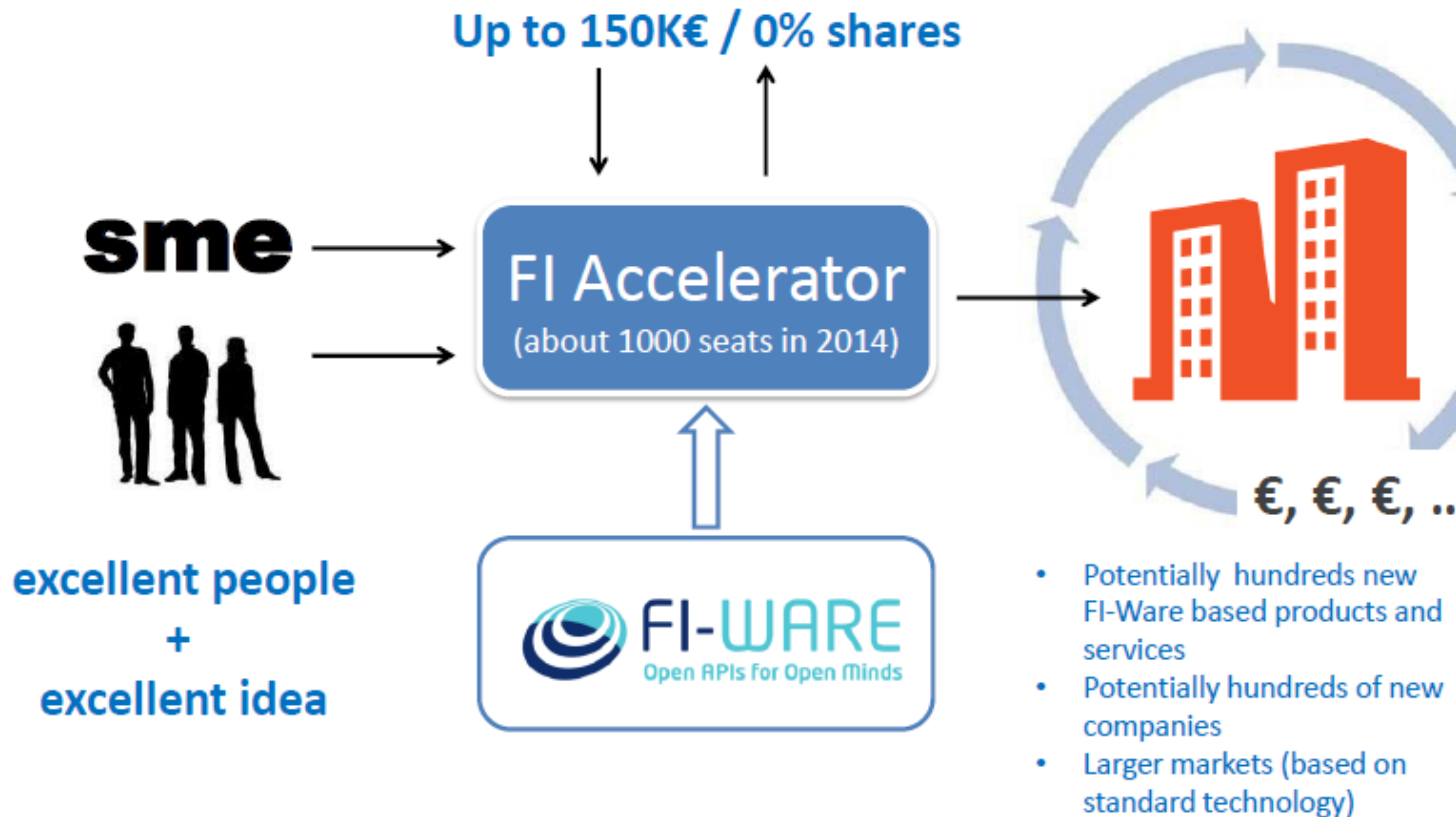 Up to 150K€ / 0% shares
sme
FI Accelerator
(about 1000 seats in 2014)
excellent people
+
excellent idea
FI-WARE
Open APIs for Open Minds
€, €, €, ..
• Potentially hundreds new
FI-Ware based products and
services
• Potentially hundreds of new
companies
• Larger markets (based on
standard technology)